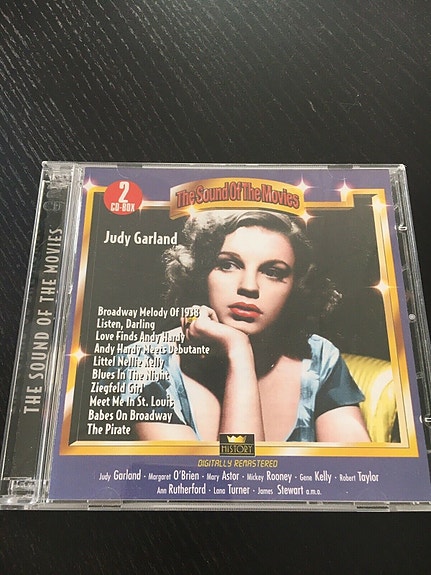 THE SOUND OF THE MOVIES
2
CD-BOX
The Sound Of The Movies
Judy Garland
Broadway Melody Of 1938
Listen, Darling
Love Finds Andy Hardy
Andy Hardy Meets Debutante
Littel Nellie Kelly
Blues In The Night
Ziegfeld Girl
Meet Me In St. Louis
Babes On Broadway
The Pirate
HISTORY
DIGITALLY REMASTERED
Judy Garland · Margaret O'Brien · Mary Astor · Mickey Rooney · Gene Kelly · Robert Taylor
Ann Rutherford · Lana Turner · James Stewart a.m.o.